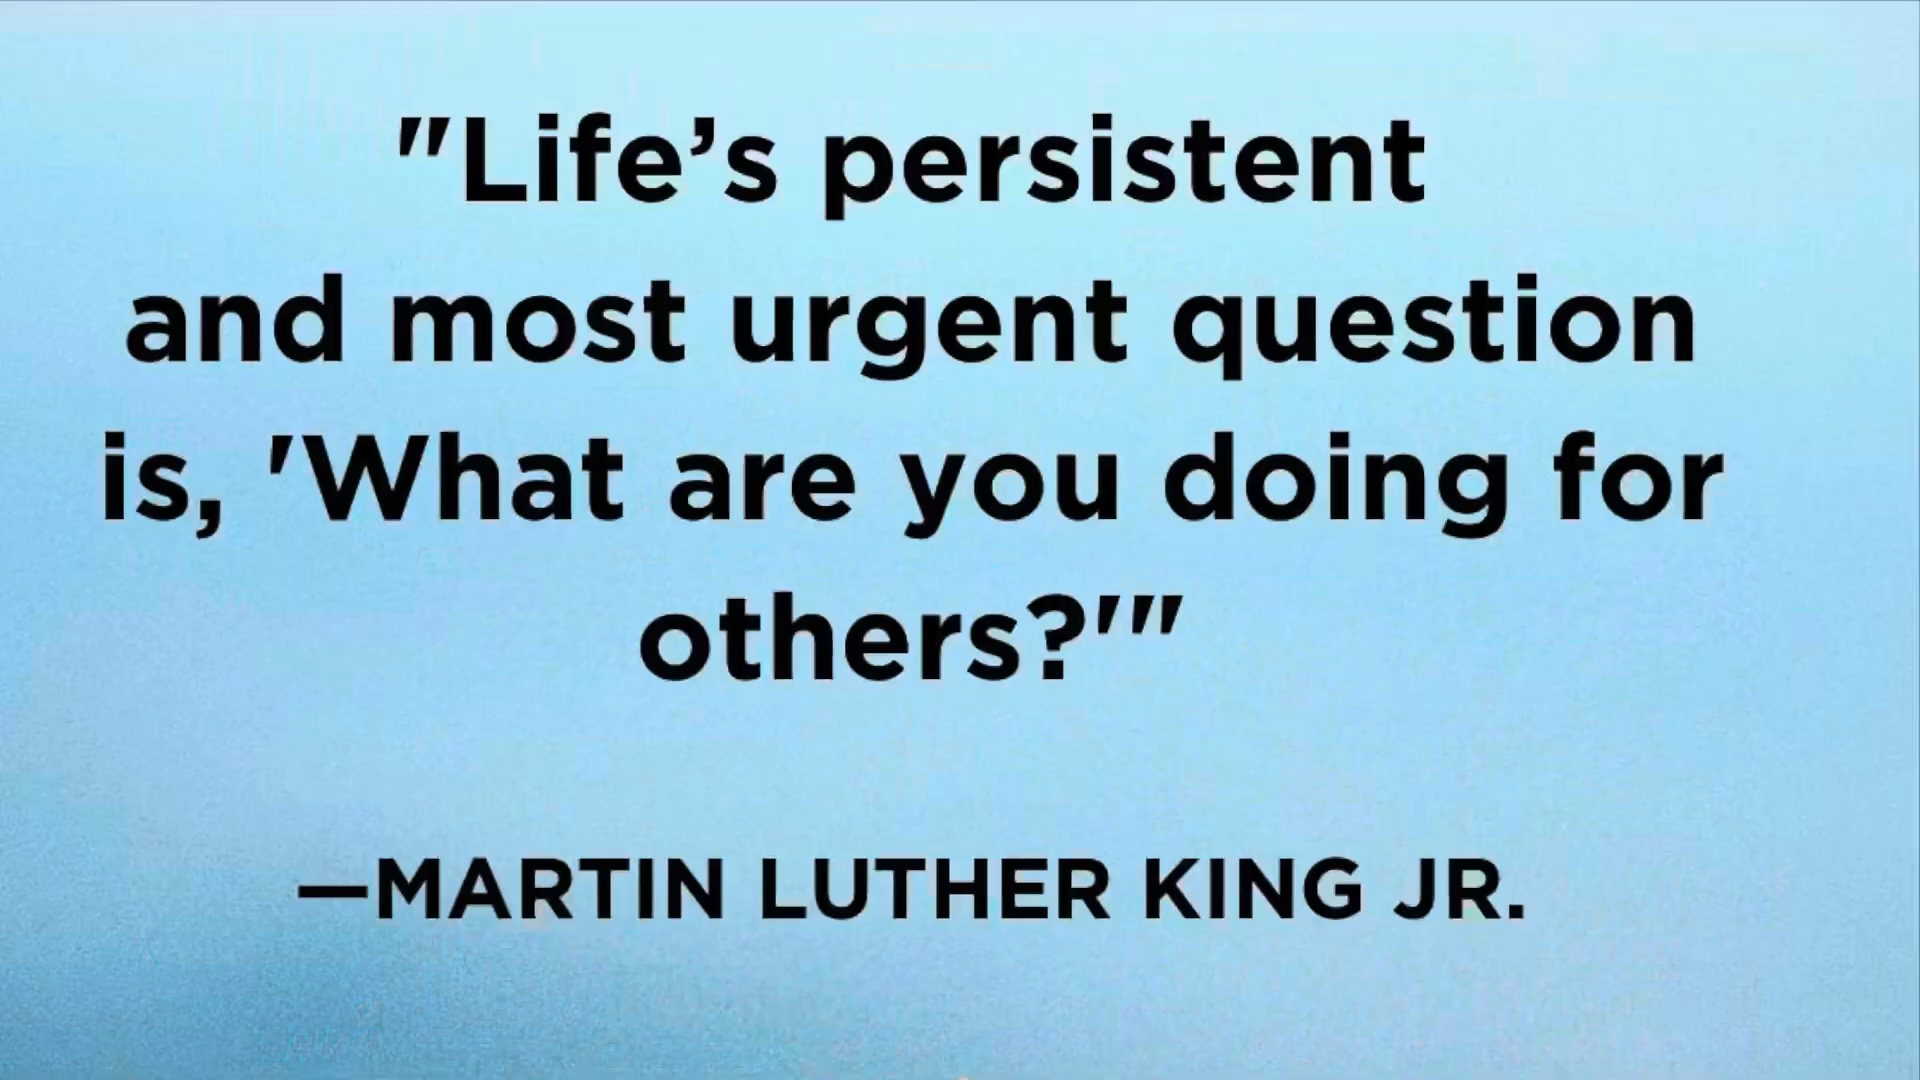 "Life’s persistent
and most urgent question
is, 'What are you doing for
others?'"
—MARTIN LUTHER KING JR.